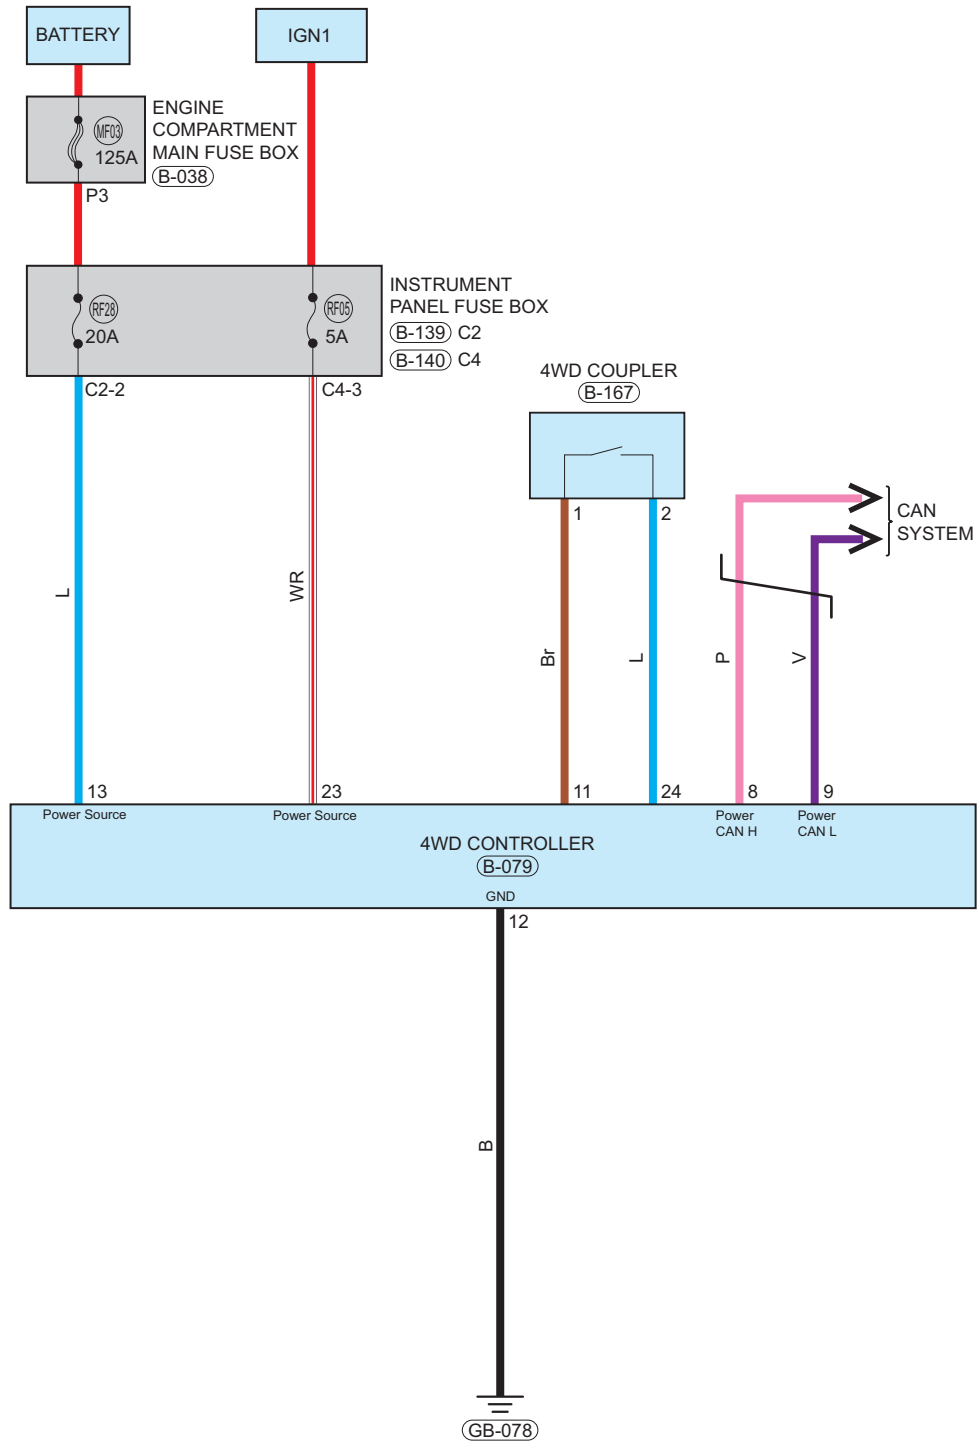 BATTERY
IGN1
MF03
125A
ENGINE
COMPARTMENT
MAIN FUSE BOX
B-038
P3
RF28
20A
RF05
5A
INSTRUMENT
PANEL FUSE BOX
B-139 C2
B-140 C4
C2-2
C4-3
4WD COUPLER
B-167
1
2
CAN
SYSTEM
L
WR
Br
L
P
V
13
23
11
24
8
9
Power Source
Power Source
Power
CAN H
Power
CAN L
4WD CONTROLLER
B-079
GND
12
B
GB-078